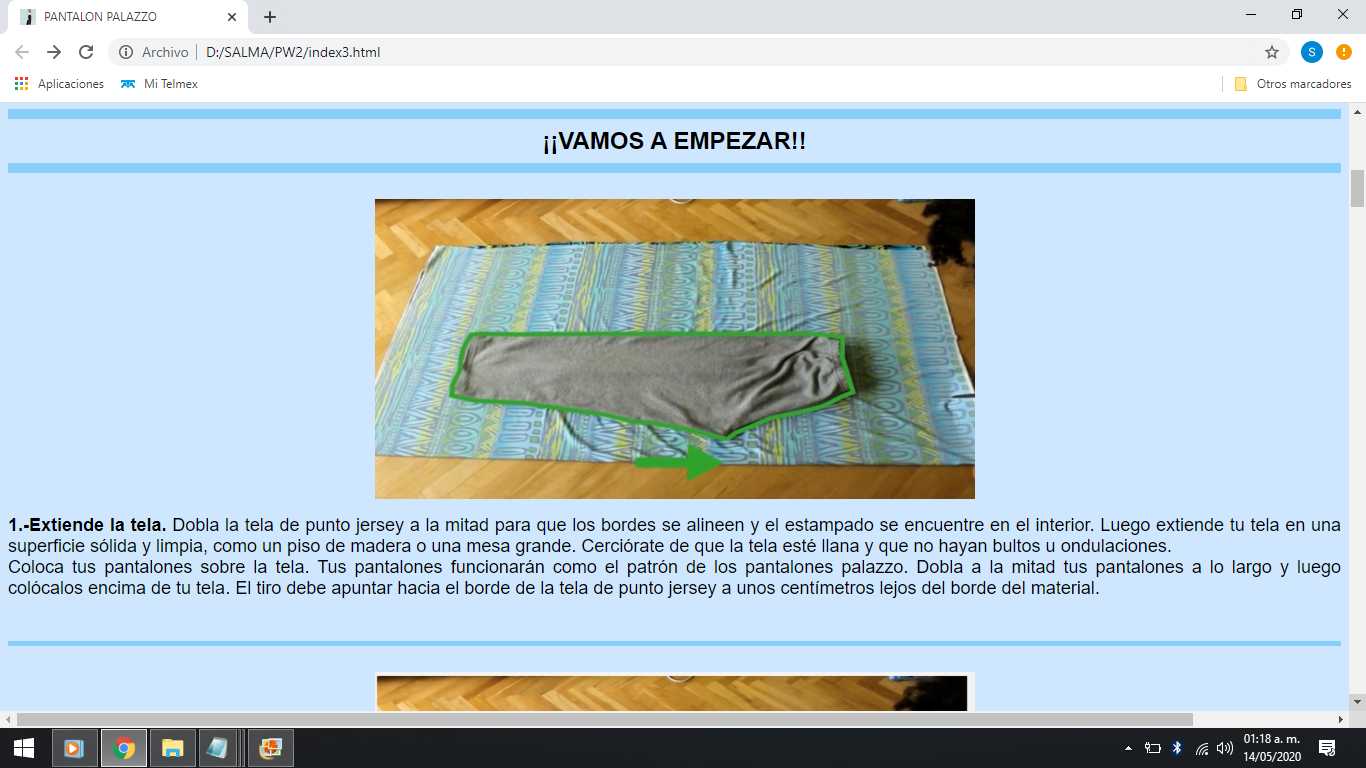 PANTALON PALAZZO
Archivo
D:/SALMA/PW2/index3.html
S
Aplicaciones
Mi Telmex
Otros marcadores
¡¡VAMOS A EMPEZAR!!
1.-Extiende la tela. Dobla la tela de punto jersey a la mitad para que los bordes se alineen y el estampado se encuentre en el interior. Luego extiende tu tela en una
superficie sólida y limpia, como un piso de madera o una mesa grande. Cerciórate de que la tela esté llana y que no hayan bultos u ondulaciones.
Coloca tus pantalones sobre la tela. Tus pantalones funcionarán como el patrón de los pantalones palazzo. Dobla a la mitad tus pantalones a lo largo y luego
colócalos encima de tu tela. El tiro debe apuntar hacia el borde de la tela de punto jersey a unos centímetros lejos del borde del material.
01:18 a. m.
14/05/2020